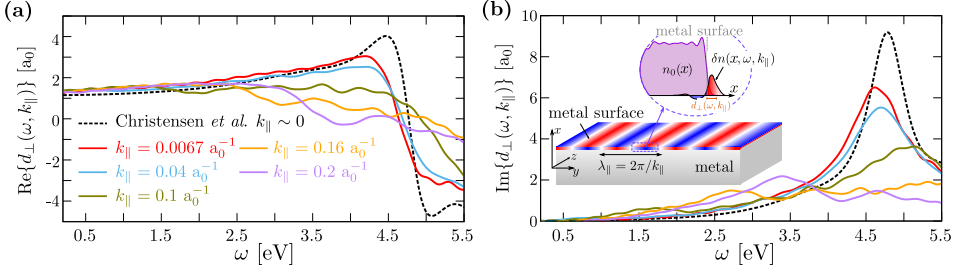 (a)
Re{d⊥(ω, k∥)} [a₀]
4
2
0
-2
-4
Christensen et al. k∥ ~ 0
k∥ = 0.0067 a₀⁻¹
k∥ = 0.04 a₀⁻¹
k∥ = 0.1 a₀⁻¹
k∥ = 0.16 a₀⁻¹
k∥ = 0.2 a₀⁻¹
0.5 1.5 2.5 3.5 4.5 5.5
ω [eV]
(b)
Im{d⊥(ω, k∥)} [a₀]
10
8
6
4
2
0
metal surface
n₀(x)
δn(x, ω, k∥)
x
d⊥(ω, k∥)
metal surface
x
z
y
λ∥ = 2π/k∥
metal
0.5 1.5 2.5 3.5 4.5 5.5
ω [eV]